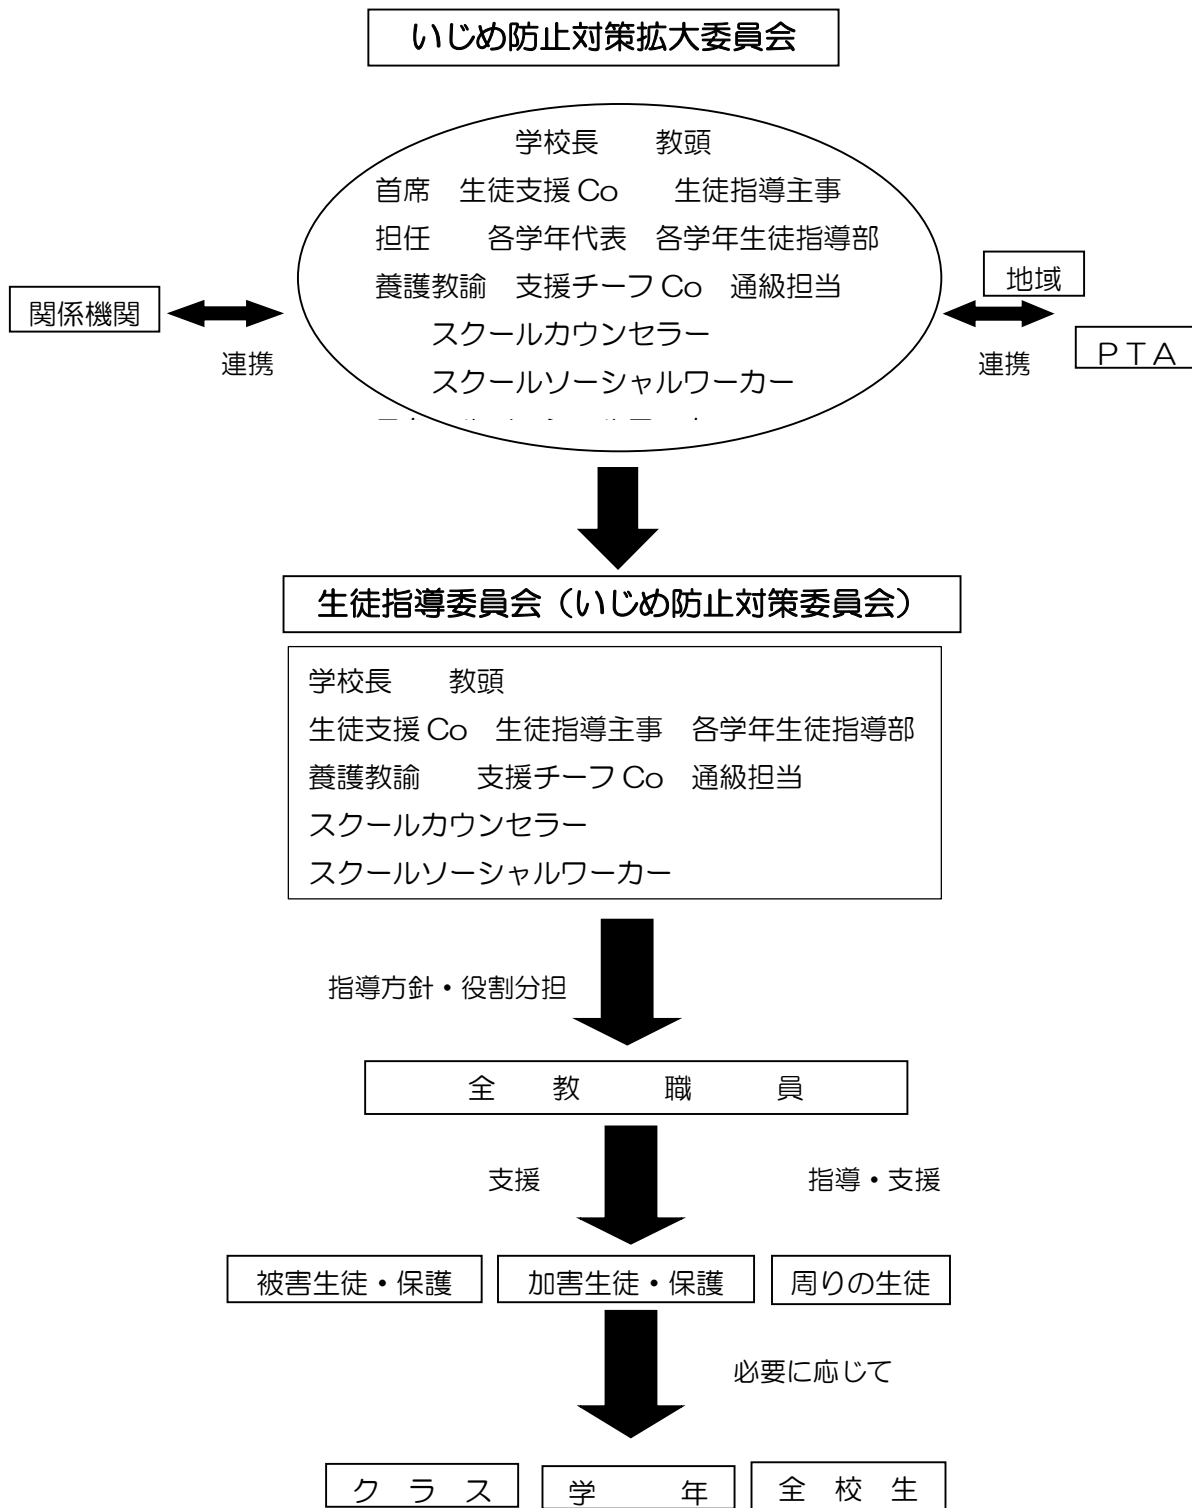 いじめ防止対策拡大委員会
学校長　　教頭
首席　生徒支援 Co　　生徒指導主事
担任　　各学年代表　各学年生徒指導部
養護教諭　支援チーフ Co　通級担当
スクールカウンセラー
スクールソーシャルワーカー
関係機関
連携
地域
連携
ＰＴＡ
生徒指導委員会（いじめ防止対策委員会）
学校長　　教頭
生徒支援 Co　生徒指導主事　各学年生徒指導部
養護教諭　　支援チーフ Co　通級担当
スクールカウンセラー
スクールソーシャルワーカー
指導方針・役割分担
全　　教　　　職　　　員
支援
指導・支援
被害生徒・保護
加害生徒・保護
周りの生徒
必要に応じて
ク　ラ　ス
学　　　年
全　校　生